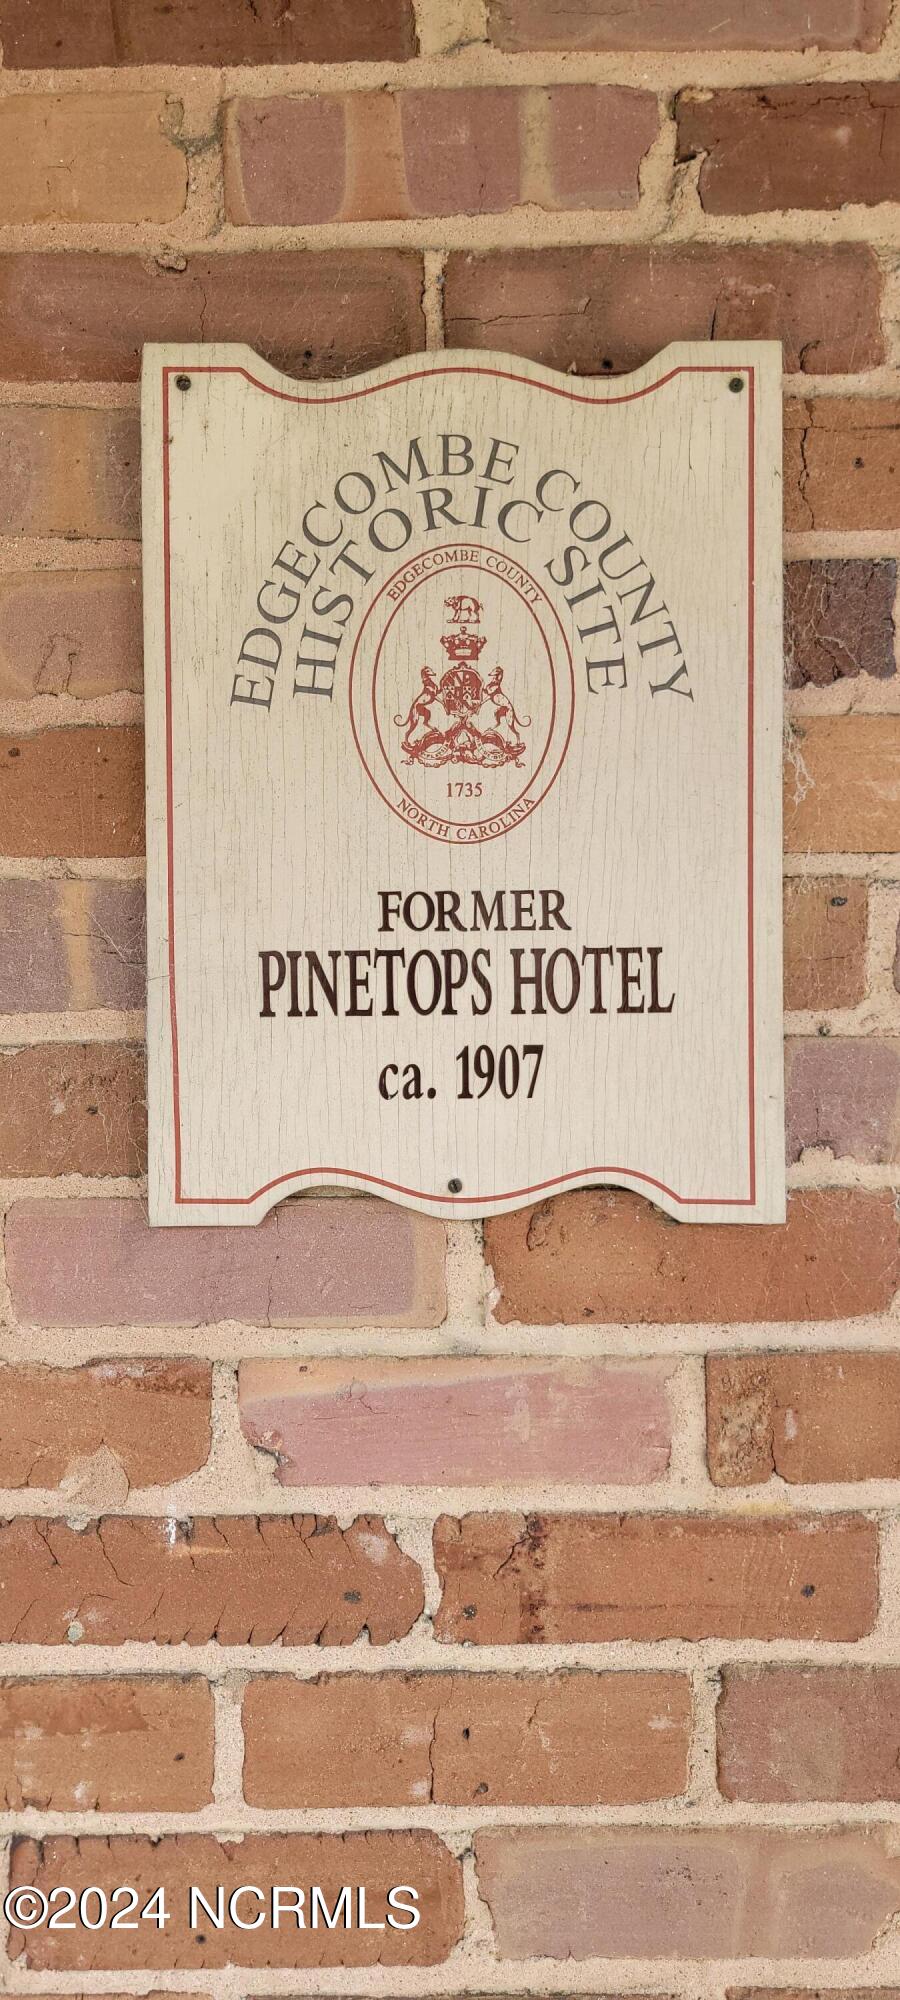 EDGECOMBE COUNTY
HISTORIC SITE
EDGECOMBE COUNTY
1735
NORTH CAROLINA
FORMER
PINETOPS HOTEL
ca. 1907
©2024 NCRMLS